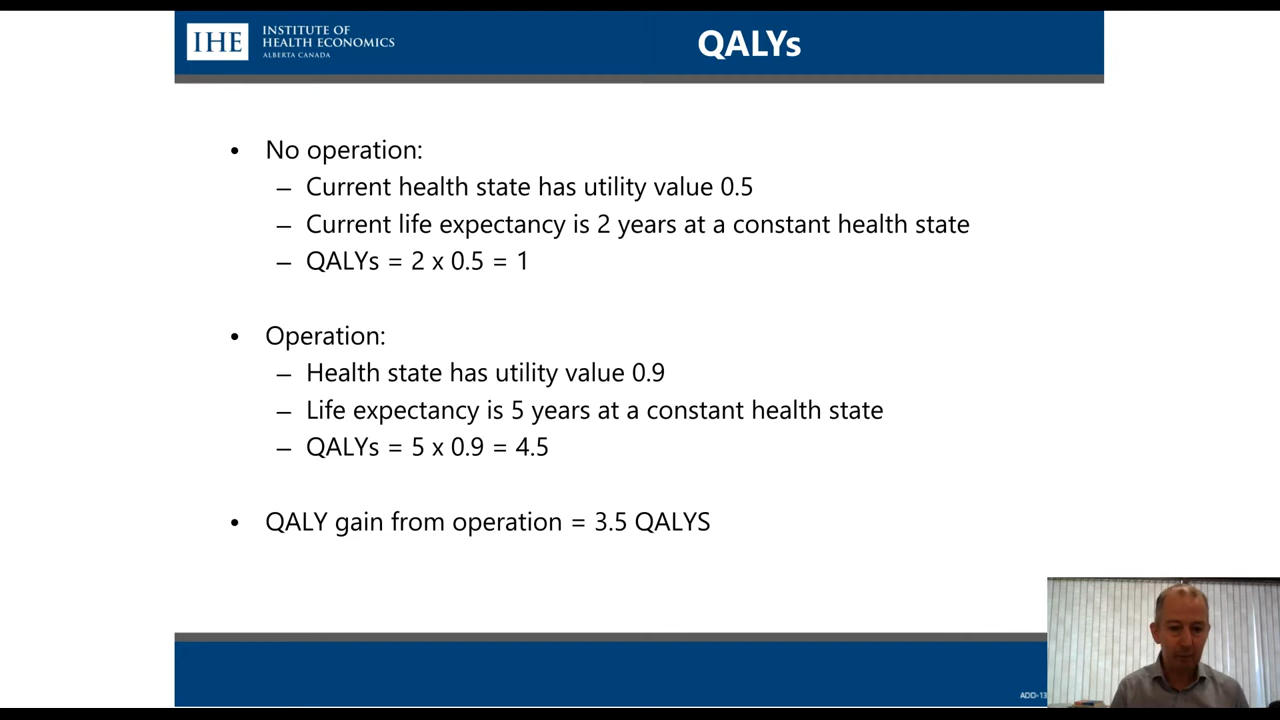 IHE
INSTITUTE OF
HEALTH ECONOMICS
ALBERTA CANADA
QALYs
• No operation:
– Current health state has utility value 0.5
– Current life expectancy is 2 years at a constant health state
– QALYs = 2 x 0.5 = 1
• Operation:
– Health state has utility value 0.9
– Life expectancy is 5 years at a constant health state
– QALYs = 5 x 0.9 = 4.5
• QALY gain from operation = 3.5 QALYS
ADD-13